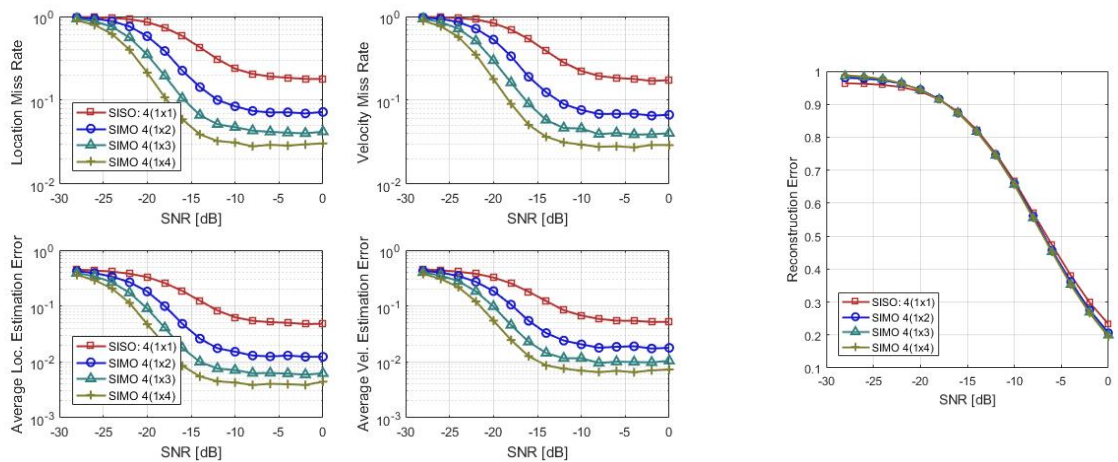 Location Miss Rate
10^0
10^-1
10^-2
SISO: 4(1x1)
SIMO 4(1x2)
SIMO 4(1x3)
SIMO 4(1x4)
-30 -25 -20 -15 -10 -5 0
SNR [dB]
Velocity Miss Rate
10^0
10^-1
10^-2
-30 -25 -20 -15 -10 -5 0
SNR [dB]
Average Loc. Estimation Error
10^0
10^-1
10^-2
10^-3
SISO: 4(1x1)
SIMO 4(1x2)
SIMO 4(1x3)
SIMO 4(1x4)
-30 -25 -20 -15 -10 -5 0
SNR [dB]
Average Vel. Estimation Error
10^0
10^-1
10^-2
10^-3
-30 -25 -20 -15 -10 -5 0
SNR [dB]
Reconstruction Error
1
0.9
0.8
0.7
0.6
0.5
0.4
0.3
0.2
0.1
SISO: 4(1x1)
SIMO 4(1x2)
SIMO 4(1x3)
SIMO 4(1x4)
-30 -25 -20 -15 -10 -5 0
SNR [dB]